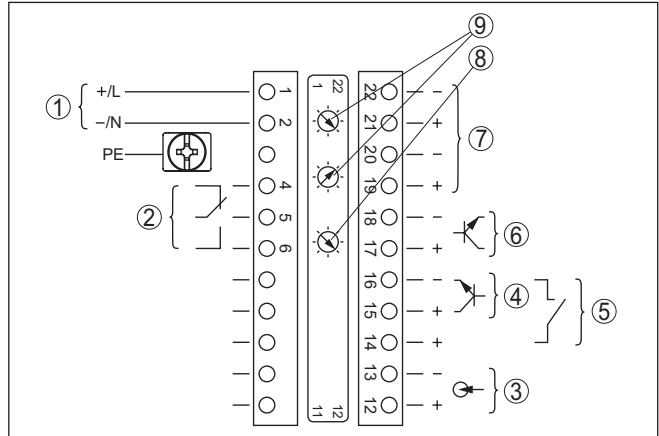 ⑨
⑧
① +/L 1 1 22 22 −
−/N 2 21 + ⑦
PE 20 −
4 19 +
② 5 18 − ⑥
6 17 +
16 − ④
15 + ⑤
14 +
13 − ③
11 12 12 +